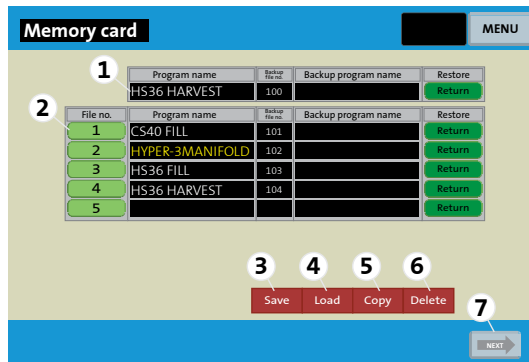 Memory card
MENU
1
Program name Backup file no. Backup program name Restore
HS36 HARVEST 100 Return
2
File no. Program name Backup file no. Backup program name Restore
1 CS40 FILL 101 Return
2 HYPER-3MANIFOLD 102 Return
3 HS36 FILL 103 Return
4 HS36 HARVEST 104 Return
5 Return
3 4 5 6
Save Load Copy Delete
7
NEXT